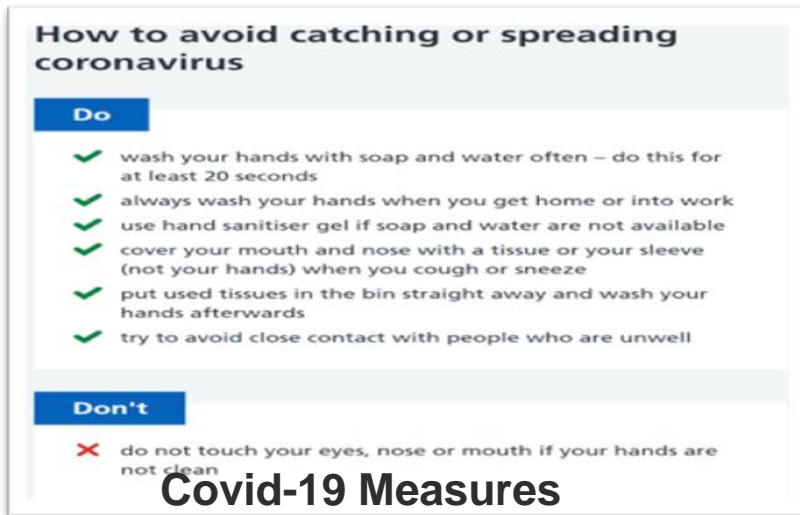 How to avoid catching or spreading
coronavirus
Do
wash your hands with soap and water often – do this for
at least 20 seconds
always wash your hands when you get home or into work
use hand sanitiser gel if soap and water are not available
cover your mouth and nose with a tissue or your sleeve
(not your hands) when you cough or sneeze
put used tissues in the bin straight away and wash your
hands afterwards
try to avoid close contact with people who are unwell
Don't
do not touch your eyes, nose or mouth if your hands are
not clean
Covid-19 Measures